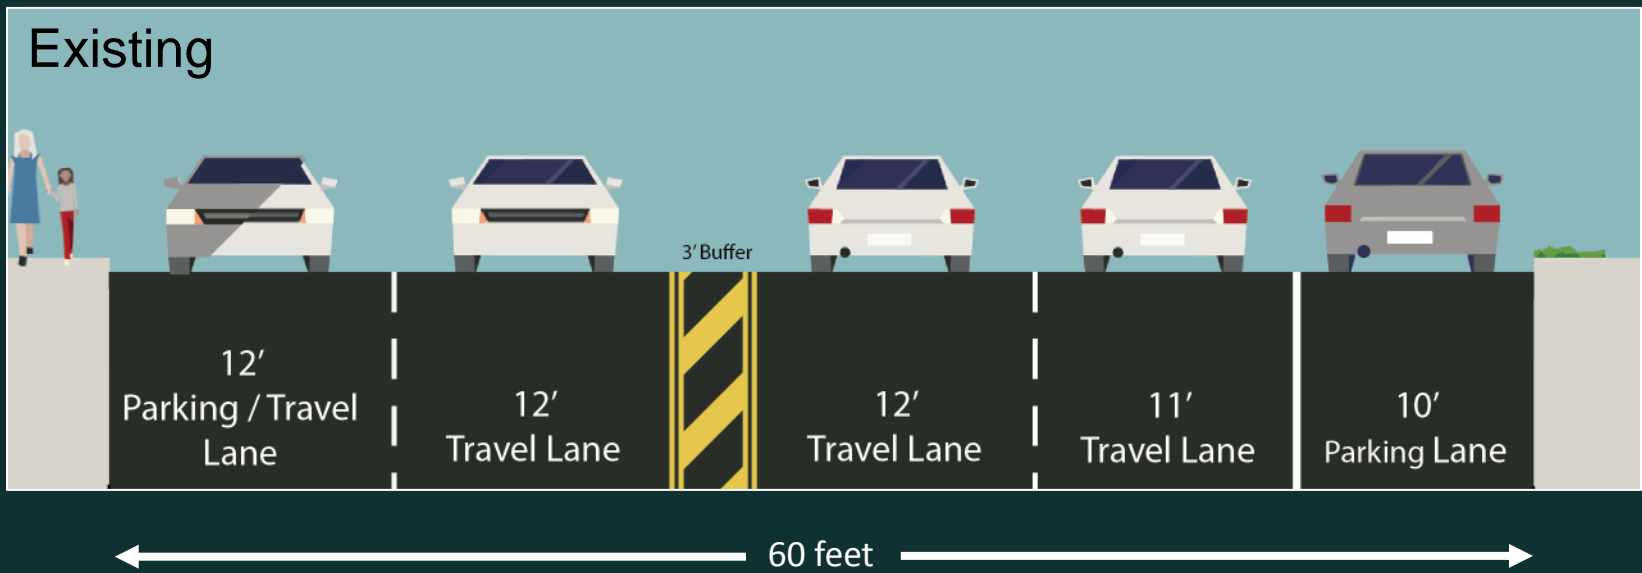 Existing
3' Buffer
12'
Parking / Travel
Lane
12'
Travel Lane
12'
Travel Lane
11'
Travel Lane
10'
Parking Lane
60 feet